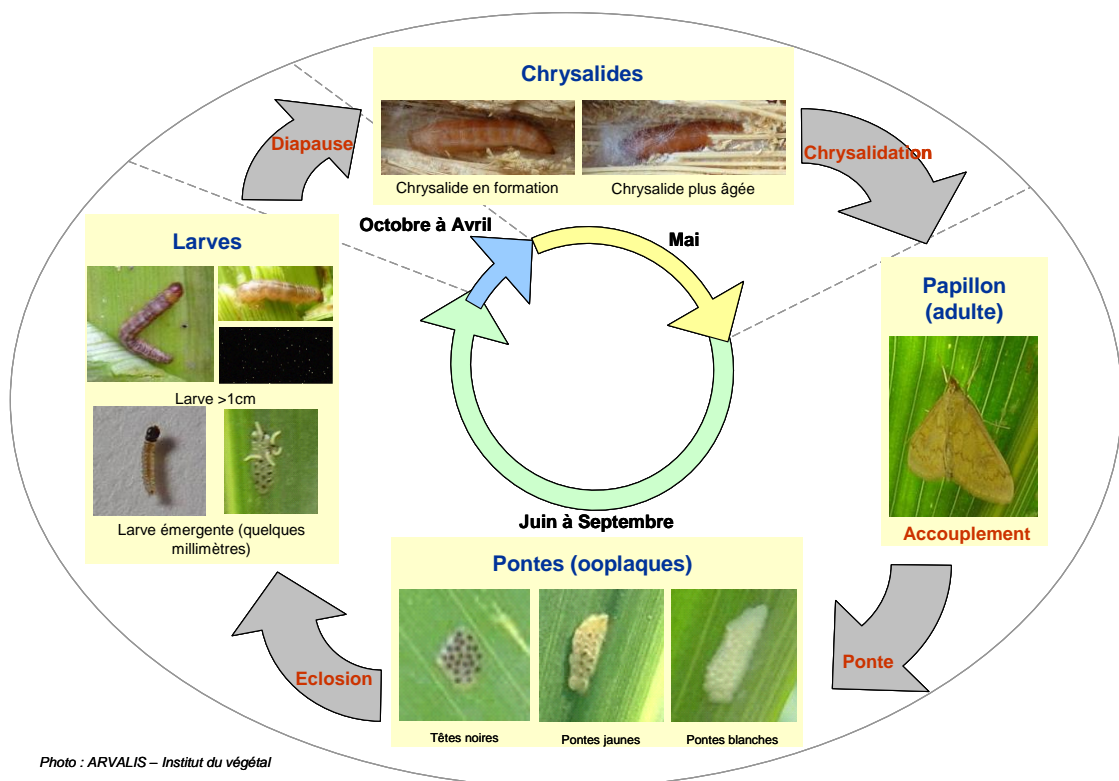 Chrysalides
Diapause
Chrysalidation
Chrysalide en formation
Chrysalide plus âgée
Octobre à Avril
Mai
Larves
Larve >1cm
Larve émergente (quelques
millimètres)
Papillon
(adulte)
Accouplement
Juin à Septembre
Pontes (ooplaques)
Ponte
Eclosion
Têtes noires
Pontes jaunes
Pontes blanches
Photo : ARVALIS – Institut du végétal